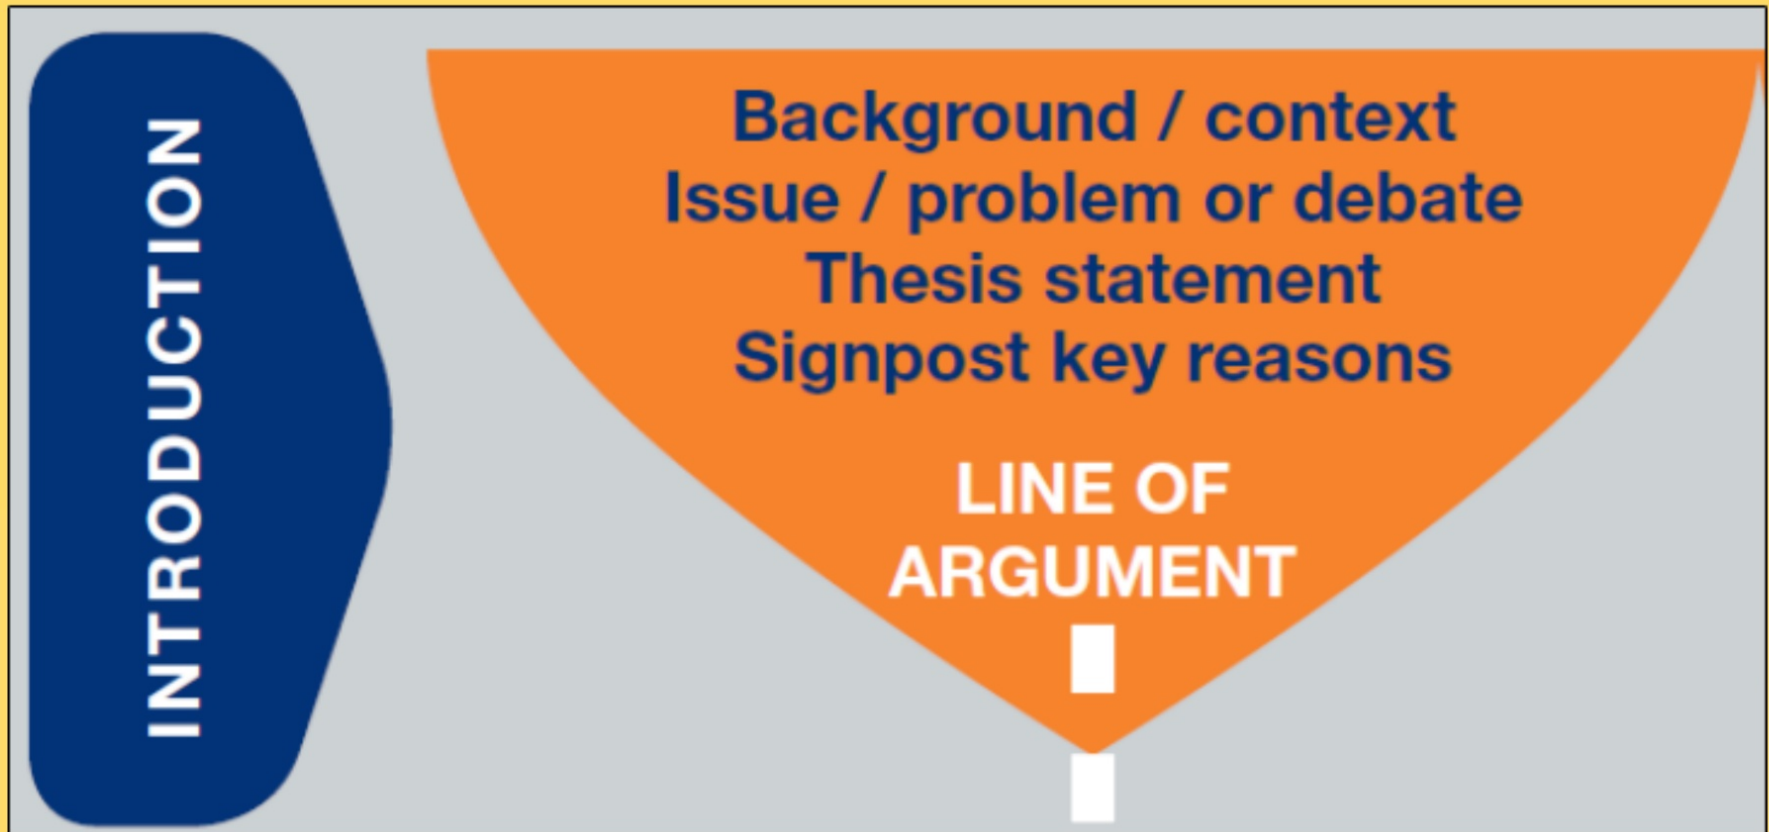 INTRODUCTION
Background / context
Issue / problem or debate
Thesis statement
Signpost key reasons
LINE OF
ARGUMENT